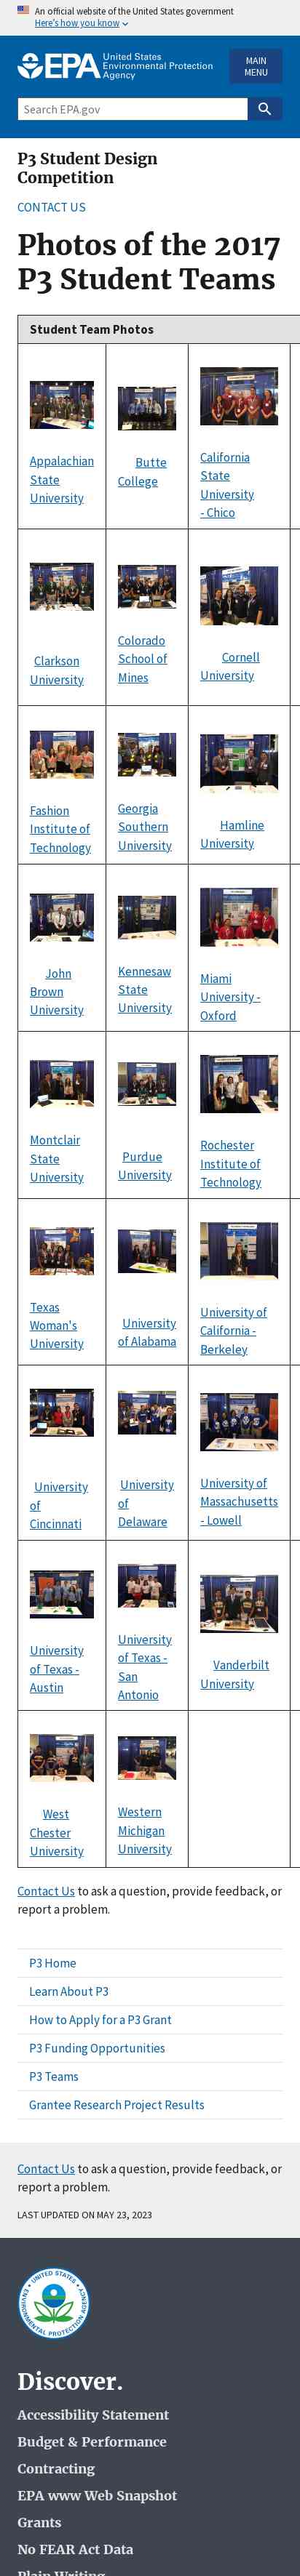 An official website of the United States government
Here's how you know
EPA United States
Environmental Protection
Agency
MAIN
MENU
Search EPA.gov
P3 Student Design
Competition
CONTACT US
Photos of the 2017
P3 Student Teams
Student Team Photos
Appalachian
State
University
Butte
College
California
State
University
- Chico
Clarkson
University
Colorado
School of
Mines
Cornell
University
Fashion
Institute of
Technology
Georgia
Southern
University
Hamline
University
John
Brown
University
Kennesaw
State
University
Miami
University -
Oxford
Montclair
State
University
Purdue
University
Rochester
Institute of
Technology
Texas
Woman's
University
University
of Alabama
University of
California -
Berkeley
University
of
Cincinnati
University
of
Delaware
University of
Massachusetts
- Lowell
University
of Texas -
Austin
University
of Texas -
San
Antonio
Vanderbilt
University
West
Chester
University
Western
Michigan
University
Contact Us to ask a question, provide feedback, or
report a problem.
P3 Home
Learn About P3
How to Apply for a P3 Grant
P3 Funding Opportunities
P3 Teams
Grantee Research Project Results
Contact Us to ask a question, provide feedback, or
report a problem.
LAST UPDATED ON MAY 23, 2023
UNITED STATES
ENVIRONMENTAL PROTECTION AGENCY
Discover.
Accessibility Statement
Budget & Performance
Contracting
EPA www Web Snapshot
Grants
No FEAR Act Data
Plain Writing